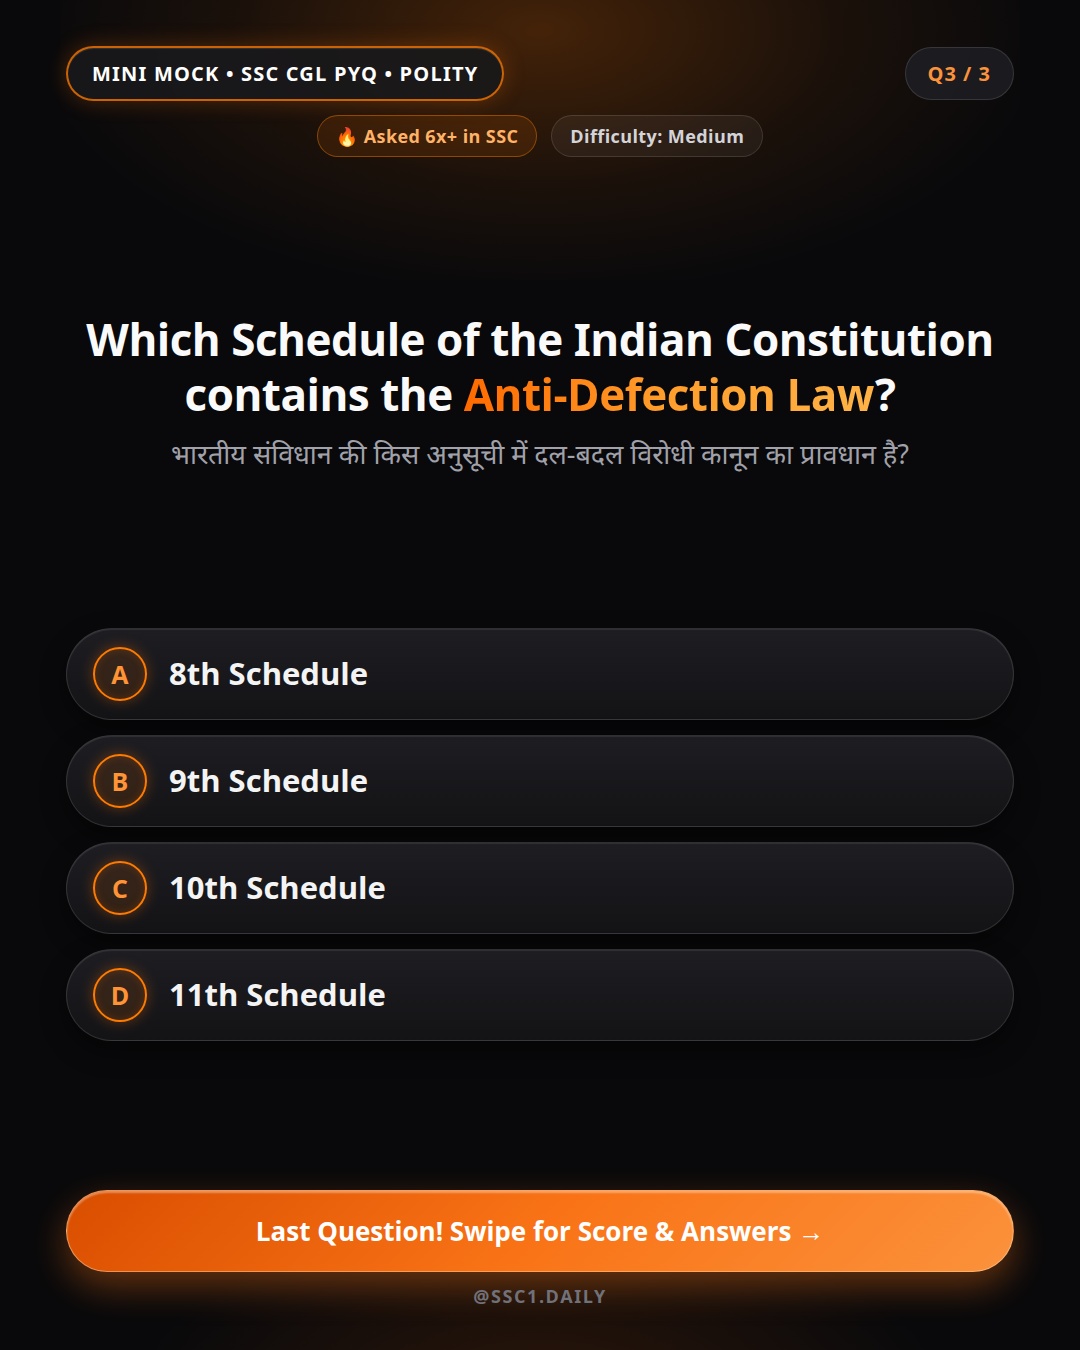 MINI MOCK • SSC CGL PYQ • POLITY
Q3 / 3
🔥 Asked 6x+ in SSC
Difficulty: Medium
Which Schedule of the Indian Constitution
contains the Anti-Defection Law?
भारतीय संविधान की किस अनुसूची में दल-बदल विरोधी कानून का प्रावधान है?
A 8th Schedule
B 9th Schedule
C 10th Schedule
D 11th Schedule
Last Question! Swipe for Score & Answers →
@SSC1.DAILY